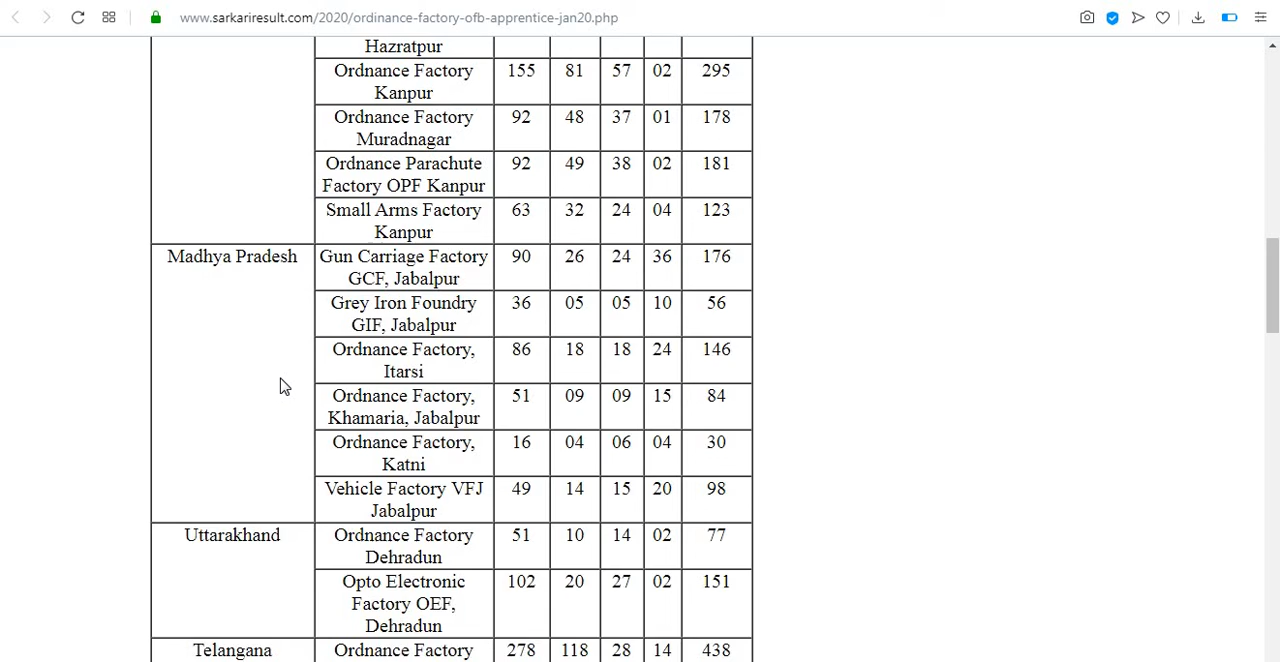 www.sarkariresult.com/2020/ordinance-factory-ofb-apprentice-jan20.php
Hazratpur
Ordnance Factory 155 81 57 02 295
Kanpur
Ordnance Factory 92 48 37 01 178
Muradnagar
Ordnance Parachute 92 49 38 02 181
Factory OPF Kanpur
Small Arms Factory 63 32 24 04 123
Kanpur
Madhya Pradesh Gun Carriage Factory 90 26 24 36 176
GCF, Jabalpur
Grey Iron Foundry 36 05 05 10 56
GIF, Jabalpur
Ordnance Factory, 86 18 18 24 146
Itarsi
Ordnance Factory, 51 09 09 15 84
Khamaria, Jabalpur
Ordnance Factory, 16 04 06 04 30
Katni
Vehicle Factory VFJ 49 14 15 20 98
Jabalpur
Uttarakhand Ordnance Factory 51 10 14 02 77
Dehradun
Opto Electronic 102 20 27 02 151
Factory OEF,
Dehradun
Telangana Ordnance Factory 278 118 28 14 438